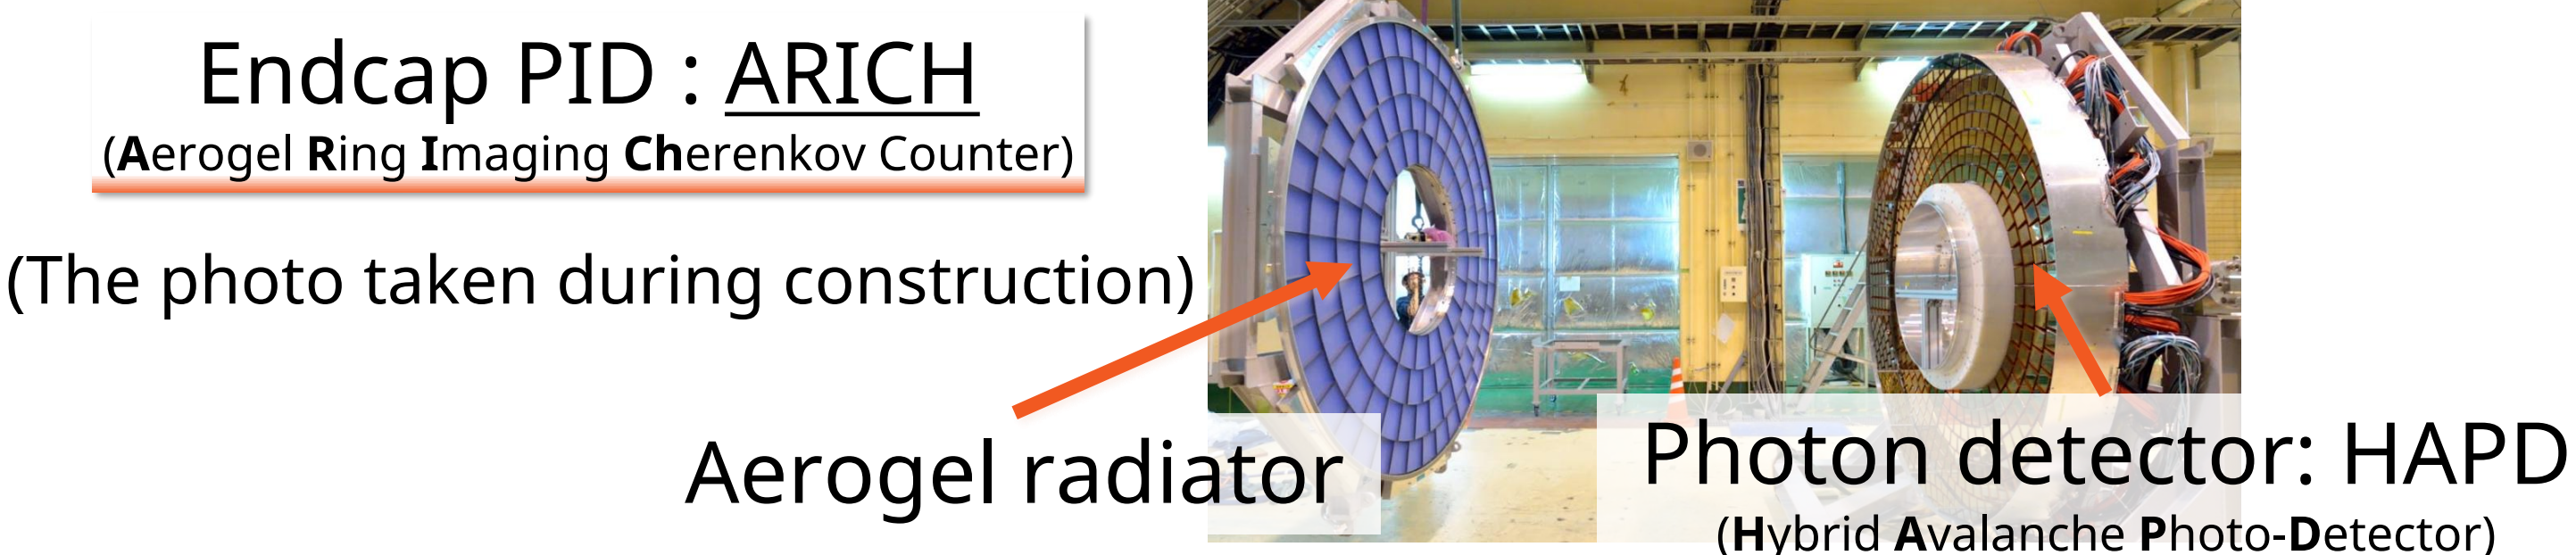 Endcap PID : ARICH
(Aerogel Ring Imaging Cherenkov Counter)
(The photo taken during construction)
Aerogel radiator
Photon detector: HAPD
(Hybrid Avalanche Photo-Detector)